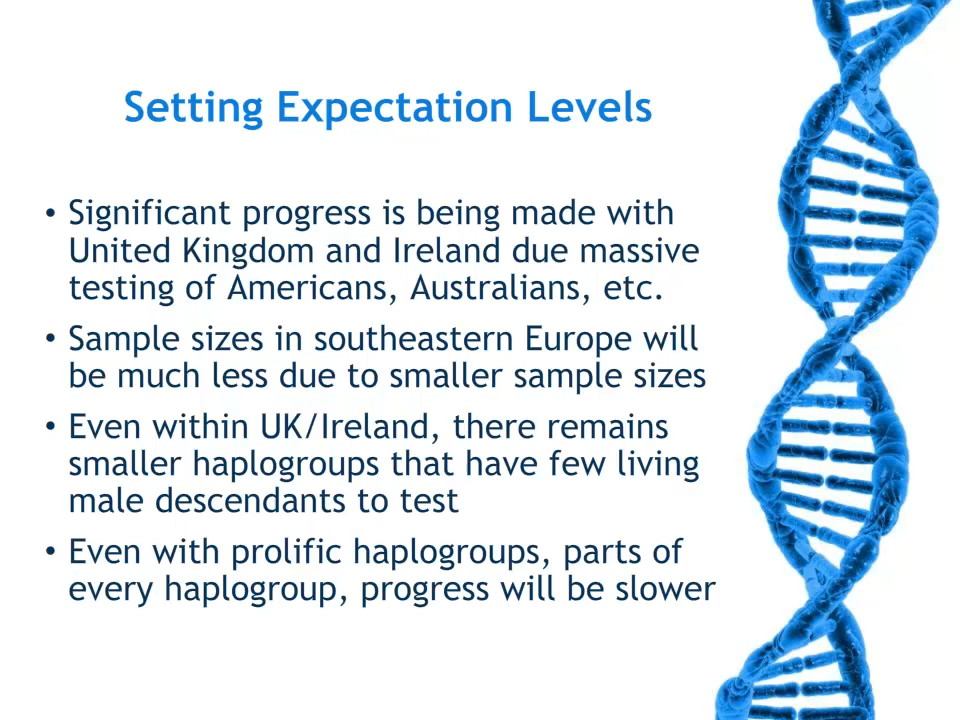 Setting Expectation Levels
• Significant progress is being made with
United Kingdom and Ireland due massive
testing of Americans, Australians, etc.
• Sample sizes in southeastern Europe will
be much less due to smaller sample sizes
• Even within UK/Ireland, there remains
smaller haplogroups that have few living
male descendants to test
• Even with prolific haplogroups, parts of
every haplogroup, progress will be slower